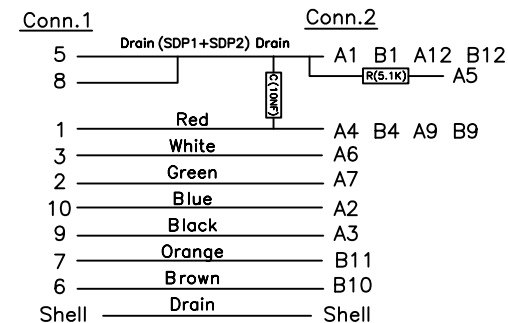 Conn.1 Conn.2
5 Drain (SDP1+SDP2) Drain A1 B1 A12 B12
8 R(5.1K) A5
C(10NF)
1 Red A4 B4 A9 B9
3 White A6
2 Green A7
10 Blue A2
9 Black A3
7 Orange B11
6 Brown B10
Shell Drain Shell